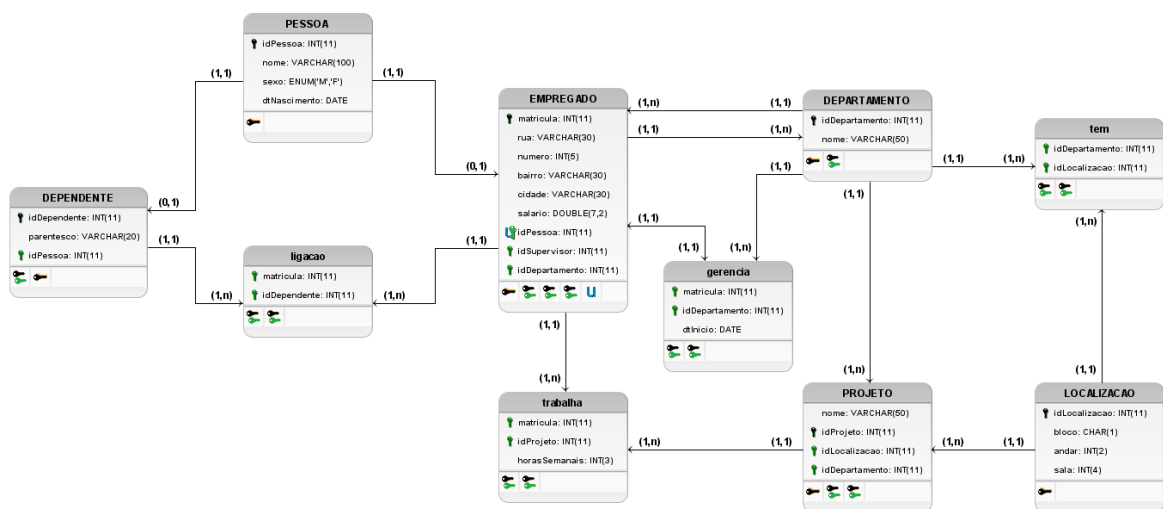 PESSOA
idPessoa: INT(11)
nome: VARCHAR(100)
sexo: ENUM('M','F')
dtNascimento: DATE
(1, 1)
(1, 1)
(0, 1)
(0, 1)
DEPENDENTE
idDependente: INT(11)
parentesco: VARCHAR(20)
idPessoa: INT(11)
(1, 1)
(1, n)
ligacao
matricula: INT(11)
idDependente: INT(11)
(1, n)
(1, 1)
EMPREGADO
matricula: INT(11)
rua: VARCHAR(30)
numero: INT(5)
bairro: VARCHAR(30)
cidade: VARCHAR(30)
salario: DOUBLE(7,2)
U idPessoa: INT(11)
idSupervisor: INT(11)
idDepartamento: INT(11)
U
(1,n)
(1, 1)
(1, 1)
(1,n)
DEPARTAMENTO
idDepartamento: INT(11)
nome: VARCHAR(50)
(1, 1)
(1, n)
tem
idDepartamento: INT(11)
idLocalizacao: INT(11)
(1, 1)
(1, n)
(1, 1)
(1, 1)
gerencia
matricula: INT(11)
idDepartamento: INT(11)
dtInicio: DATE
(1, 1)
(1,n)
(1,n)
(1, 1)
(1, 1)
(1,n)
trabalha
matricula: INT(11)
idProjeto: INT(11)
horasSemanais: INT(3)
(1,n)
(1, 1)
PROJETO
nome: VARCHAR(50)
idProjeto: INT(11)
idLocalizacao: INT(11)
idDepartamento: INT(11)
(1,n)
(1, 1)
LOCALIZACAO
idLocalizacao: INT(11)
bloco: CHAR(1)
andar: INT(2)
sala: INT(4)